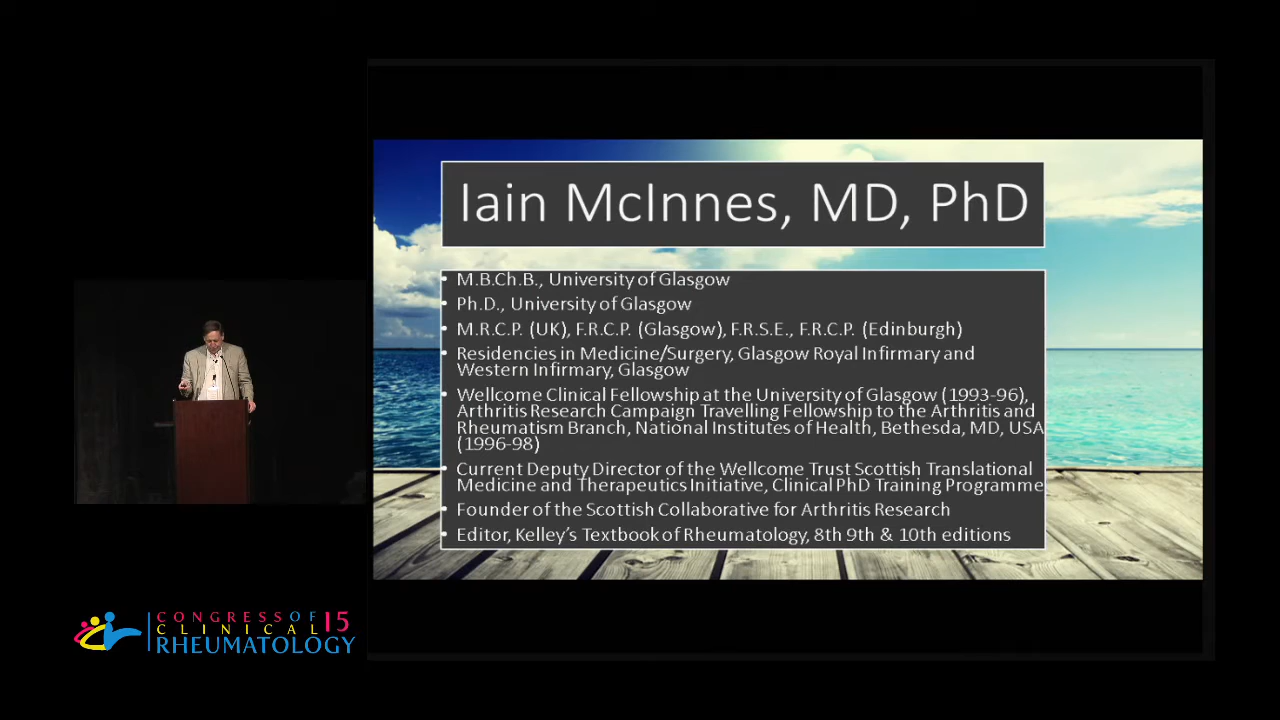 Iain McInnes, MD, PhD
• M.B.Ch.B., University of Glasgow
• Ph.D., University of Glasgow
• M.R.C.P. (UK), F.R.C.P. (Glasgow), F.R.S.E., F.R.C.P. (Edinburgh)
• Residencies in Medicine/Surgery, Glasgow Royal Infirmary and
Western Infirmary, Glasgow
• Wellcome Clinical Fellowship at the University of Glasgow (1993-96),
Arthritis Research Campaign Travelling Fellowship to the Arthritis and
Rheumatism Branch, National Institutes of Health, Bethesda, MD, USA
(1996-98)
• Current Deputy Director of the Wellcome Trust Scottish Translational
Medicine and Therapeutics Initiative, Clinical PhD Training Programme
• Founder of the Scottish Collaborative for Arthritis Research
• Editor, Kelley's Textbook of Rheumatology, 8th 9th & 10th editions
CONGRESS OF 15
CLINICAL
RHEUMATOLOGY